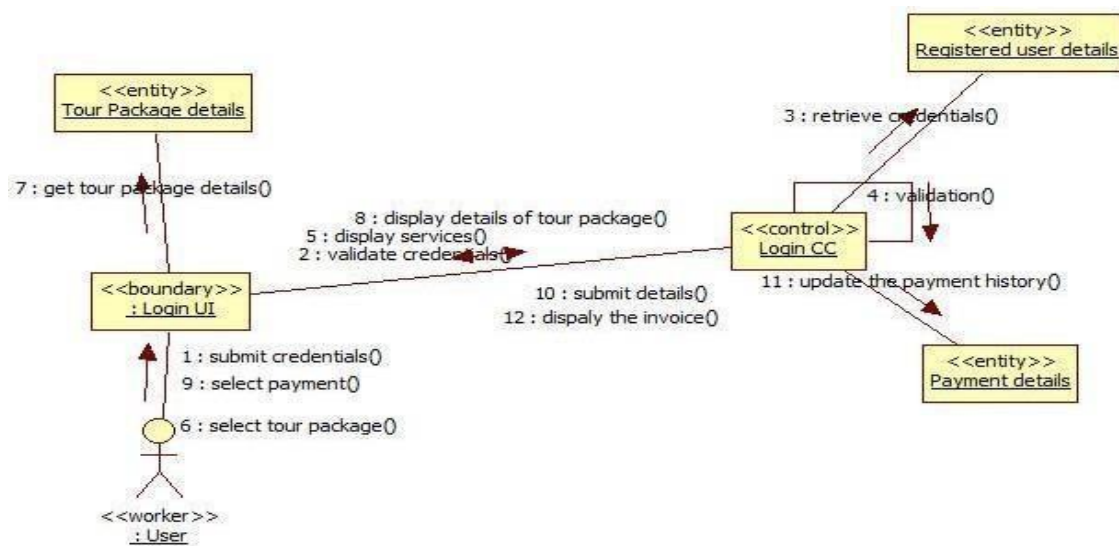 <<entity>>
Registered user details
<<entity>>
Tour Package details
3 : retrieve credentials()
7 : get tour package details()
4 : validation()
8 : display details of tour package()
5 : display services()
2 : validate credentials()
<<control>>
Login CC
<<boundary>>
: Login UI
10 : submit details()
12 : dispaly the invoice()
11 : update the payment history()
1 : submit credentials()
9 : select payment()
6 : select tour package()
<<entity>>
Payment details
<<worker>>
: User